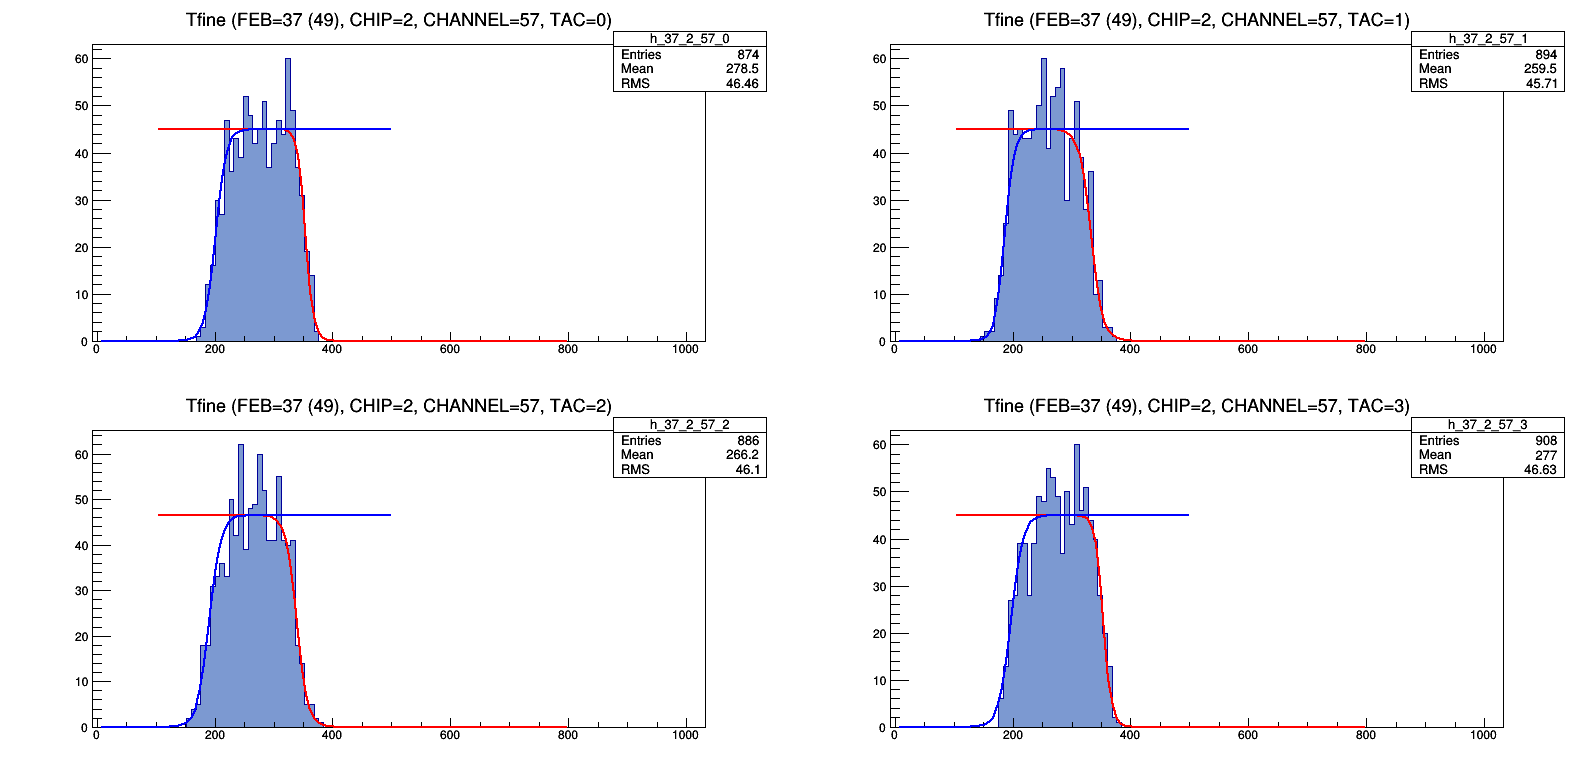 Tfine (FEB=37 (49), CHIP=2, CHANNEL=57, TAC=0)
h_37_2_57_0
Entries 874
Mean 278.5
RMS 46.46
60
50
40
30
20
10
0
0 200 400 600 800 1000
Tfine (FEB=37 (49), CHIP=2, CHANNEL=57, TAC=1)
h_37_2_57_1
Entries 894
Mean 259.5
RMS 45.71
60
50
40
30
20
10
0
0 200 400 600 800 1000
Tfine (FEB=37 (49), CHIP=2, CHANNEL=57, TAC=2)
h_37_2_57_2
Entries 886
Mean 266.2
RMS 46.1
60
50
40
30
20
10
0
0 200 400 600 800 1000
Tfine (FEB=37 (49), CHIP=2, CHANNEL=57, TAC=3)
h_37_2_57_3
Entries 908
Mean 277
RMS 46.63
60
50
40
30
20
10
0
0 200 400 600 800 1000